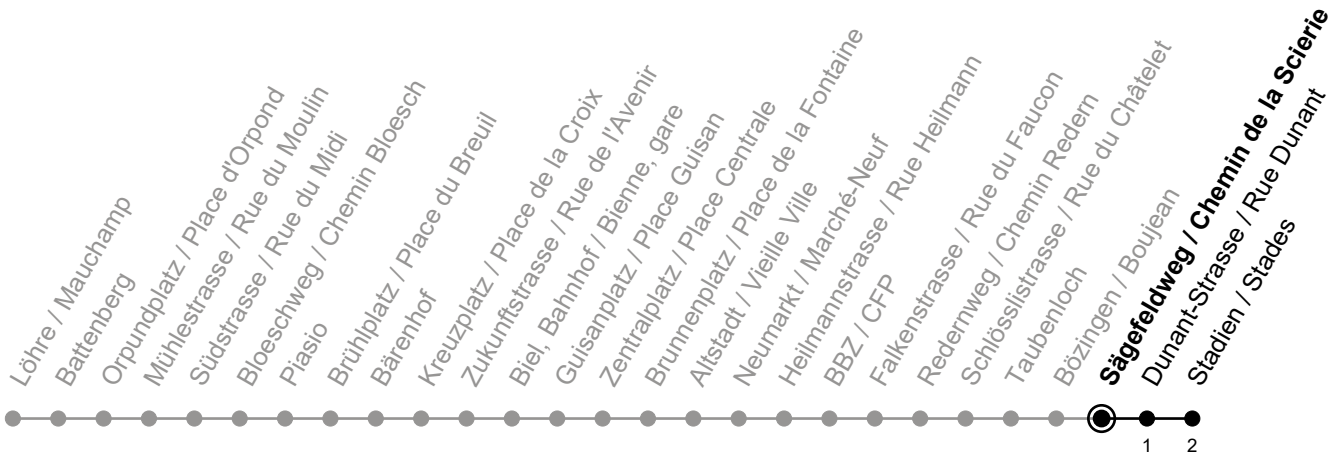 Löhre / Mauchamp
Battenberg
Orpundplatz / Place d'Orpond
Mühlestrasse / Rue du Moulin
Südstrasse / Rue du Midi
Bloeschweg / Chemin Bloesch
Piasio
Brühlplatz / Place du Breuil
Bärenhof
Kreuzplatz / Place de la Croix
Zukunftstrasse / Rue de l'Avenir
Biel, Bahnhof / Bienne, gare
Guisanplatz / Place Guisan
Zentralplatz / Place Centrale
Brunnenplatz / Place de la Fontaine
Altstadt / Vieille Ville
Neumarkt / Marché-Neuf
Heilmannstrasse / Rue Heilmann
BBZ / CFP
Falkenstrasse / Rue du Faucon
Redernweg / Chemin Redern
Schlösslistrasse / Rue du Châtelet
Taubenloch
Bözingen / Boujean
Sägefeldweg / Chemin de la Scierie
Dunant-Strasse / Rue Dunant
Stadien / Stades
1
2